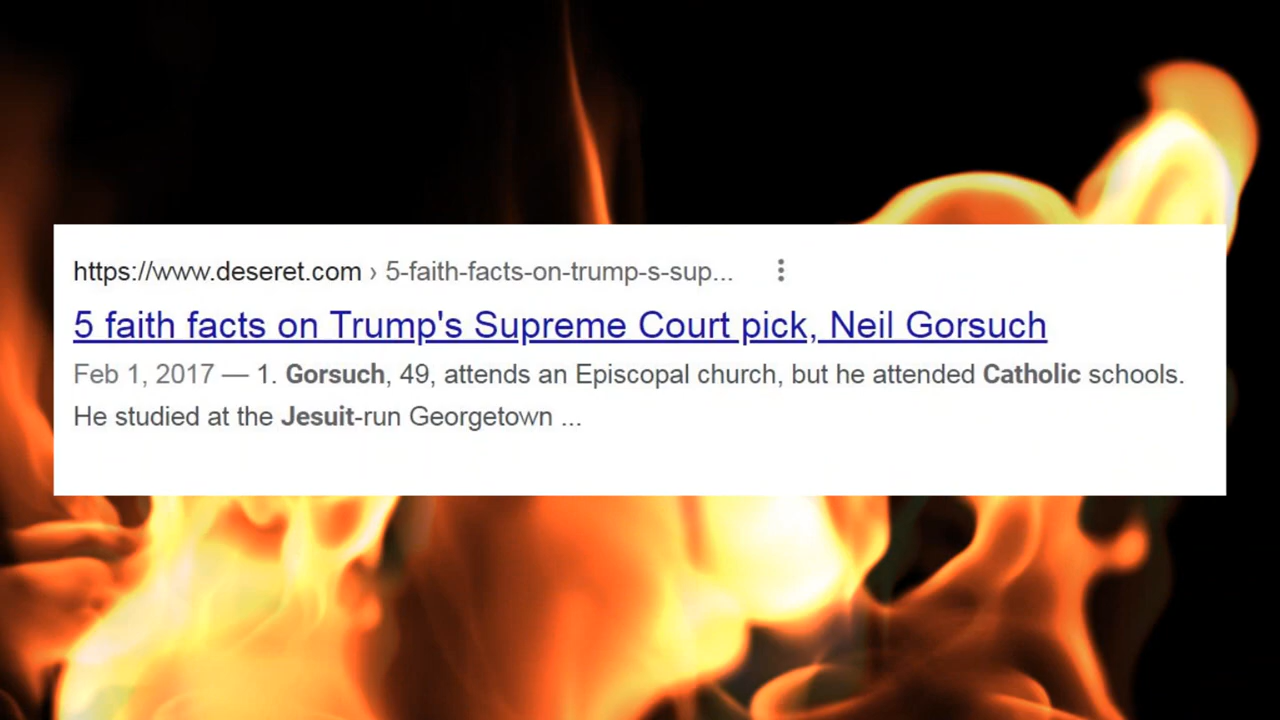 https://www.deseret.com › 5-faith-facts-on-trump-s-sup...
5 faith facts on Trump's Supreme Court pick, Neil Gorsuch
Feb 1, 2017 — 1. Gorsuch, 49, attends an Episcopal church, but he attended Catholic schools.
He studied at the Jesuit-run Georgetown ...